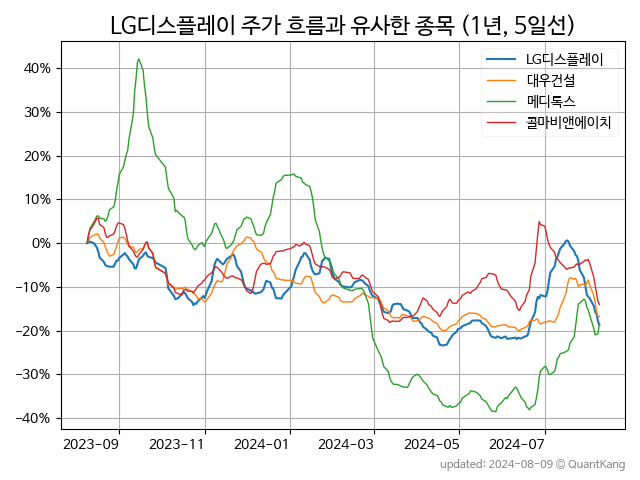 LG디스플레이 주가 흐름과 유사한 종목 (1년, 5일선)
LG디스플레이
대우건설
메디톡스
콜마비앤에이치
40%
30%
20%
10%
0%
−10%
−20%
−30%
−40%
2023-09 2023-11 2024-01 2024-03 2024-05 2024-07
updated: 2024-08-09 © QuantKang